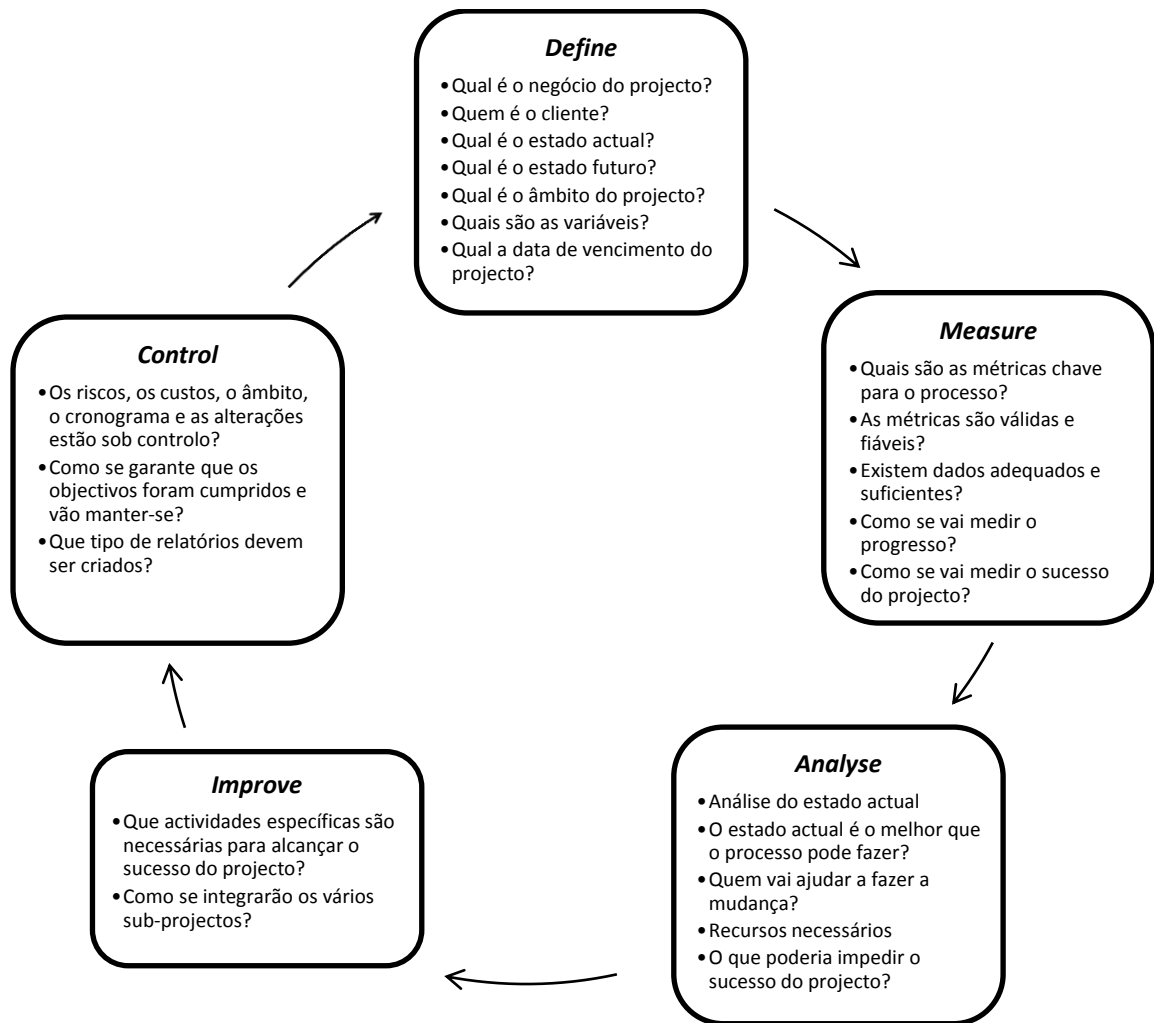 Define
•Qual é o negócio do projecto?
•Quem é o cliente?
•Qual é o estado actual?
•Qual é o estado futuro?
•Qual é o âmbito do projecto?
•Quais são as variáveis?
•Qual a data de vencimento do
projecto?
Measure
•Quais são as métricas chave
para o processo?
•As métricas são válidas e
fiáveis?
•Existem dados adequados e
suficientes?
•Como se vai medir o
progresso?
•Como se vai medir o sucesso
do projecto?
Analyse
•Análise do estado actual
•O estado actual é o melhor que
o processo pode fazer?
•Quem vai ajudar a fazer a
mudança?
•Recursos necessários
•O que poderia impedir o
sucesso do projecto?
Improve
•Que actividades específicas são
necessárias para alcançar o
sucesso do projecto?
•Como se integrarão os vários
sub-projectos?
Control
•Os riscos, os custos, o âmbito,
o cronograma e as alterações
estão sob controlo?
•Como se garante que os
objectivos foram cumpridos e
vão manter-se?
•Que tipo de relatórios devem
ser criados?